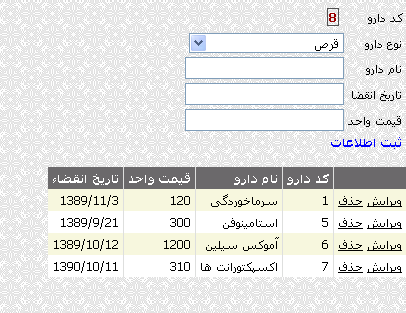 کد دارو 8
نوع دارو قرص
نام دارو
تاریخ انقضا
قیمت واحد
ثبت اطلاعات
کد دارو نام دارو قیمت واحد تاریخ انقضاء
ویرایش حذف 1 سرماخوردگی 120 1389/11/3
ویرایش حذف 5 استامینوفن 300 1389/9/21
ویرایش حذف 6 آموکس سیلین 1200 1389/10/12
ویرایش حذف 7 اکسپکتورانت ها 310 1390/10/11